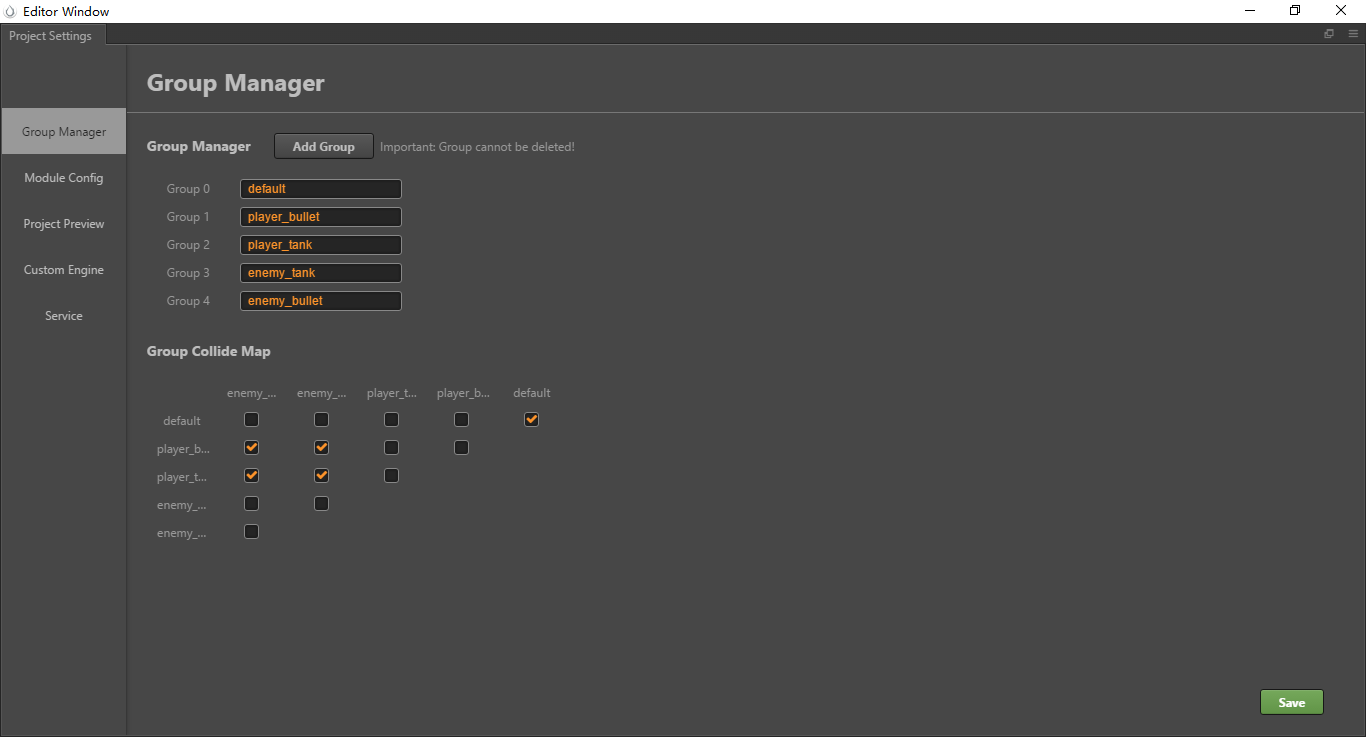 Editor Window
Project Settings
Group Manager
Group Manager
Module Config
Project Preview
Custom Engine
Service
Group Manager Add Group Important: Group cannot be deleted!
Group 0 default
Group 1 player_bullet
Group 2 player_tank
Group 3 enemy_tank
Group 4 enemy_bullet
Group Collide Map
enemy_... enemy_... player_t... player_b... default
default
player_b...
player_t...
enemy_...
enemy_...
Save